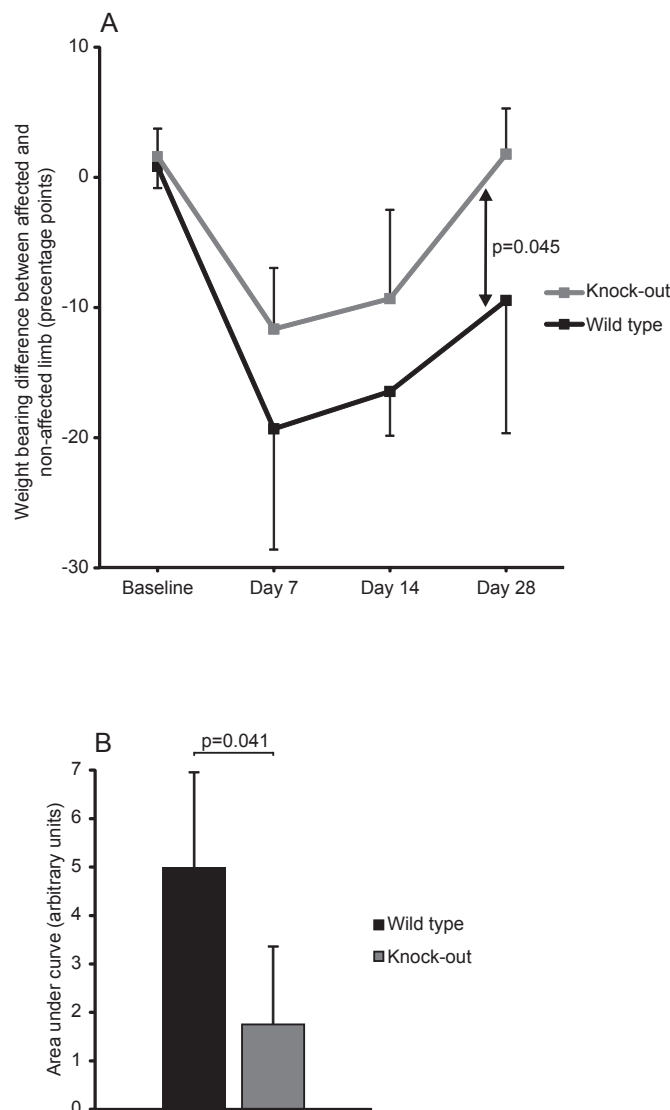 A
10
0
-10
-20
-30
Weight bearing difference between affected and
non-affected limb (precentage points)
p=0.045
Knock-out
Wild type
Baseline Day 7 Day 14 Day 28
B
p=0.041
7
6
5
4
3
2
1
0
Area under curve (arbitrary units)
Wild type
Knock-out